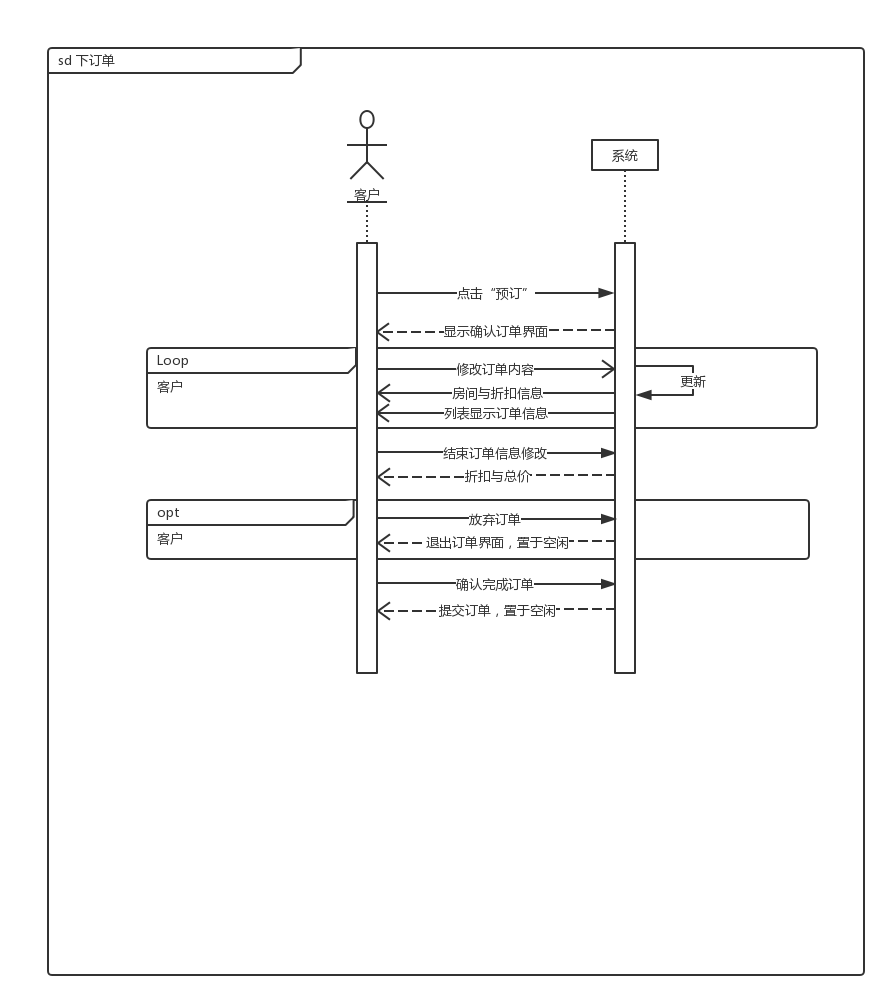 sd 下订单
客户
系统
点击“预订”
显示确认订单界面
Loop
客户
修改订单内容
更新
房间与折扣信息
列表显示订单信息
结束订单信息修改
折扣与总价
opt
客户
放弃订单
退出订单界面，置于空闲
确认完成订单
提交订单，置于空闲